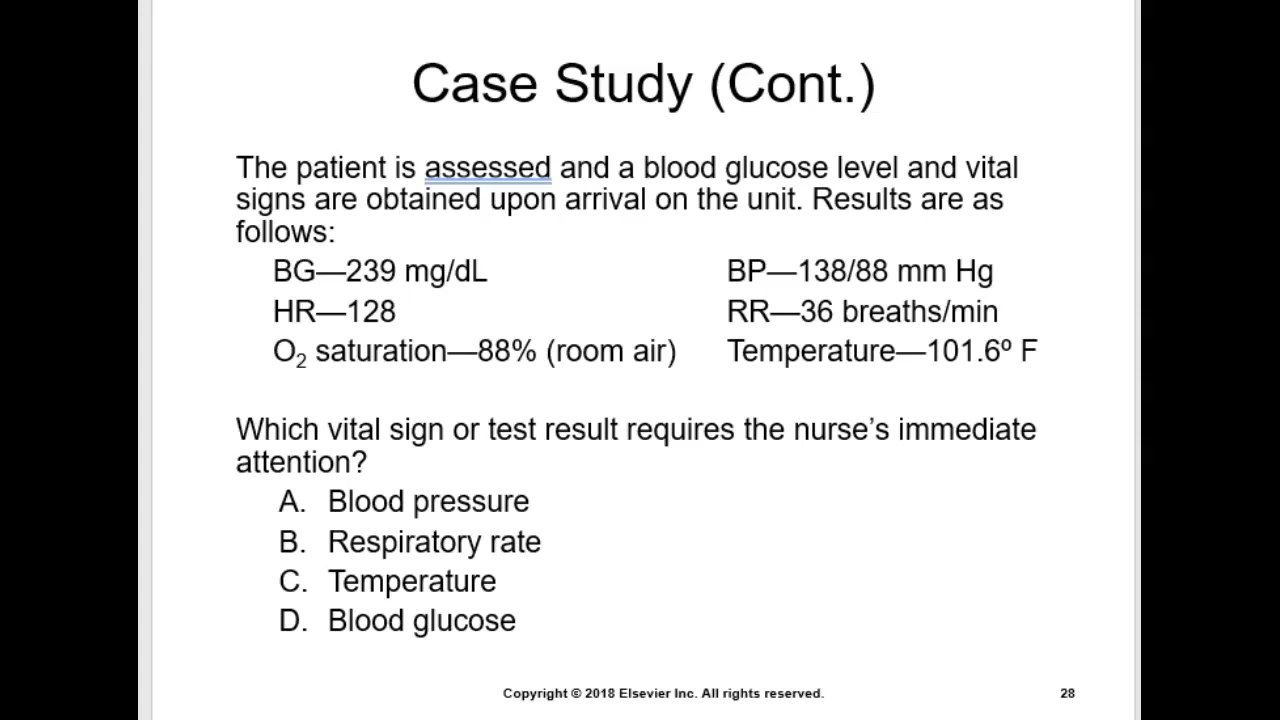 Case Study (Cont.)
The patient is assessed and a blood glucose level and vital
signs are obtained upon arrival on the unit. Results are as
follows:
BG—239 mg/dL BP—138/88 mm Hg
HR—128 RR—36 breaths/min
O₂ saturation—88% (room air) Temperature—101.6º F
Which vital sign or test result requires the nurse’s immediate
attention?
A. Blood pressure
B. Respiratory rate
C. Temperature
D. Blood glucose
Copyright © 2018 Elsevier Inc. All rights reserved. 28